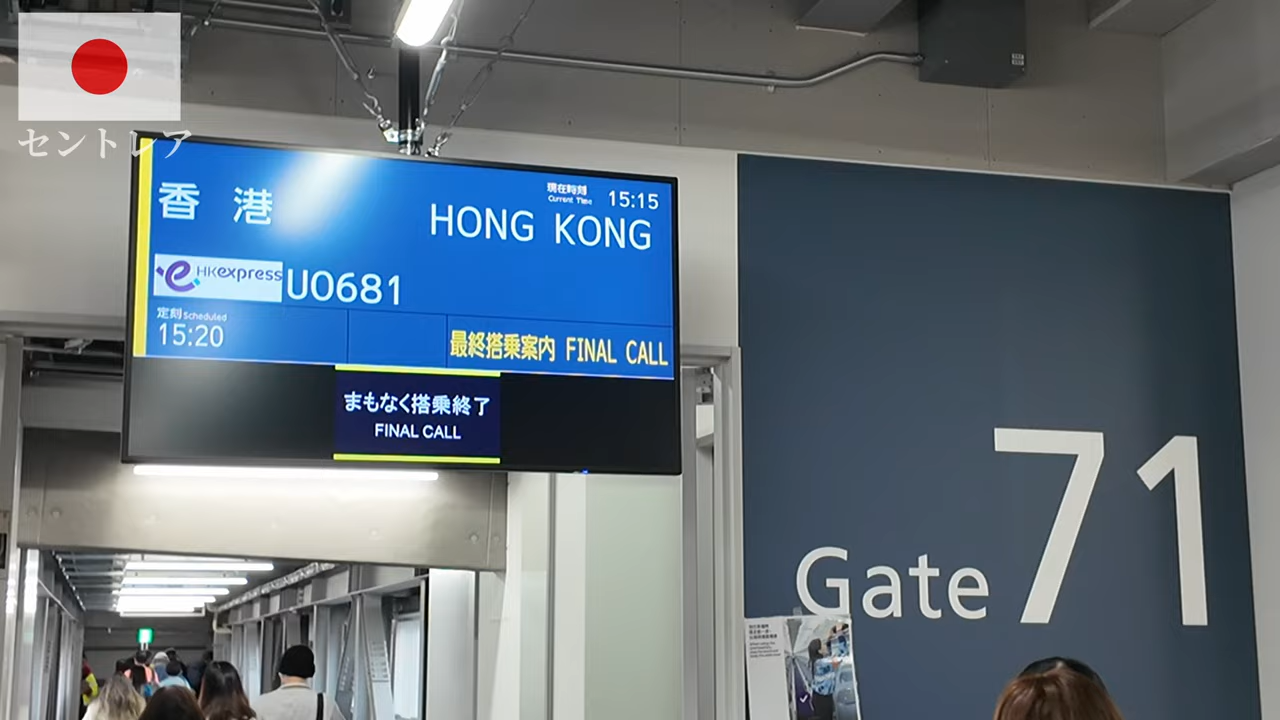 セントレア
香港
現在時刻
Current Time
15:15
HONG KONG
HKexpress
UO681
定刻 Scheduled
15:20
最終搭乗案内 FINAL CALL
まもなく搭乗終了
FINAL CALL
Gate 71